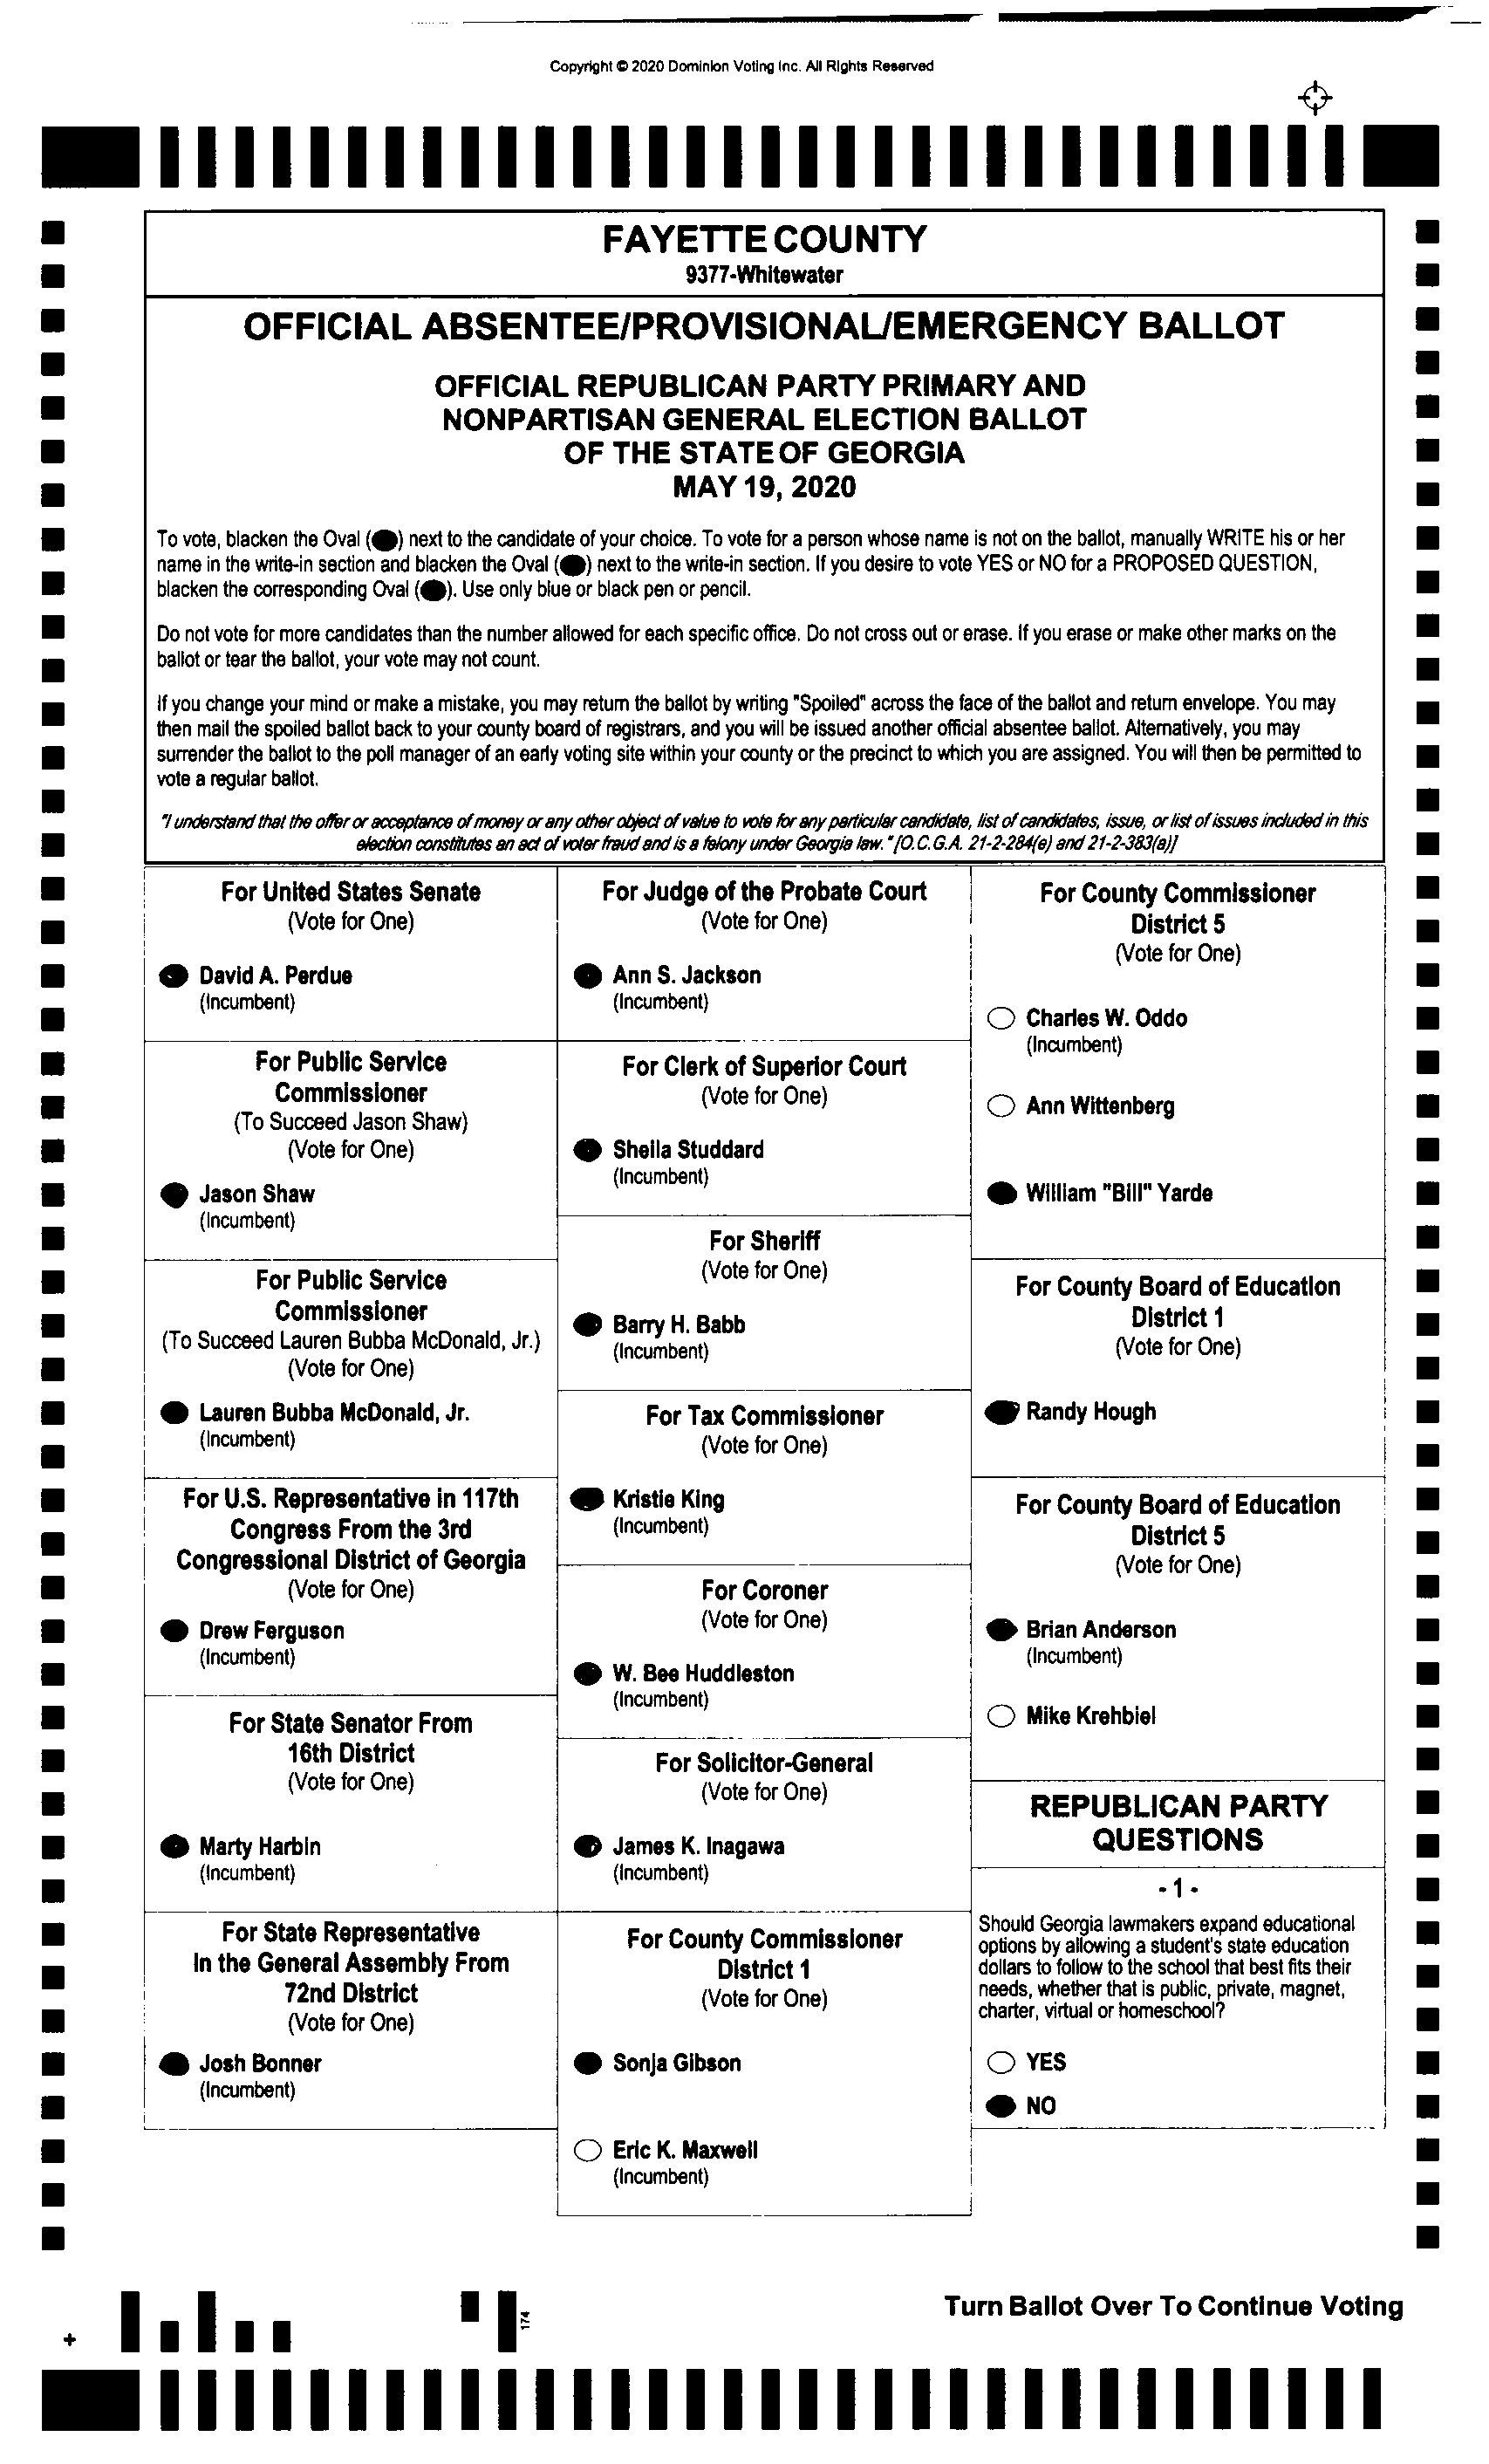 Copyright © 2020 Dominion Voting Inc. All Rights Reserved
FAYETTE COUNTY
9377-Whitewater
OFFICIAL ABSENTEE/PROVISIONAL/EMERGENCY BALLOT
OFFICIAL REPUBLICAN PARTY PRIMARY AND
NONPARTISAN GENERAL ELECTION BALLOT
OF THE STATE OF GEORGIA
MAY 19, 2020
To vote, blacken the Oval (⬤) next to the candidate of your choice. To vote for a person whose name is not on the ballot, manually WRITE his or her
name in the write-in section and blacken the Oval (⬤) next to the write-in section. If you desire to vote YES or NO for a PROPOSED QUESTION,
blacken the corresponding Oval (⬤). Use only blue or black pen or pencil.
Do not vote for more candidates than the number allowed for each specific office. Do not cross out or erase. If you erase or make other marks on the
ballot or tear the ballot, your vote may not count.
If you change your mind or make a mistake, you may return the ballot by writing "Spoiled" across the face of the ballot and return envelope. You may
then mail the spoiled ballot back to your county board of registrars, and you will be issued another official absentee ballot. Alternatively, you may
surrender the ballot to the poll manager of an early voting site within your county or the precinct to which you are assigned. You will then be permitted to
vote a regular ballot.
"I understand that the offer or acceptance of money or any other object of value to vote for any particular candidate, list of candidates, issue, or list of issues included in this
election constitutes an act of voter fraud and is a felony under Georgia law." [O.C.G.A. 21-2-284(e) and 21-2-383(a)]
For United States Senate
(Vote for One)
David A. Perdue
(Incumbent)
For Public Service
Commissioner
(To Succeed Jason Shaw)
(Vote for One)
Jason Shaw
(Incumbent)
For Public Service
Commissioner
(To Succeed Lauren Bubba McDonald, Jr.)
(Vote for One)
Lauren Bubba McDonald, Jr.
(Incumbent)
For U.S. Representative in 117th
Congress From the 3rd
Congressional District of Georgia
(Vote for One)
Drew Ferguson
(Incumbent)
For State Senator From
16th District
(Vote for One)
Marty Harbin
(Incumbent)
For State Representative
In the General Assembly From
72nd District
(Vote for One)
Josh Bonner
(Incumbent)
For Judge of the Probate Court
(Vote for One)
Ann S. Jackson
(Incumbent)
For Clerk of Superior Court
(Vote for One)
Sheila Studdard
(Incumbent)
For Sheriff
(Vote for One)
Barry H. Babb
(Incumbent)
For Tax Commissioner
(Vote for One)
Kristie King
(Incumbent)
For Coroner
(Vote for One)
W. Bee Huddleston
(Incumbent)
For Solicitor-General
(Vote for One)
James K. Inagawa
(Incumbent)
For County Commissioner
District 1
(Vote for One)
Sonja Gibson
Eric K. Maxwell
(Incumbent)
For County Commissioner
District 5
(Vote for One)
Charles W. Oddo
(Incumbent)
Ann Wittenberg
William "Bill" Yarde
For County Board of Education
District 1
(Vote for One)
Randy Hough
For County Board of Education
District 5
(Vote for One)
Brian Anderson
(Incumbent)
Mike Krehbiel
REPUBLICAN PARTY
QUESTIONS
- 1 -
Should Georgia lawmakers expand educational
options by allowing a student's state education
dollars to follow to the school that best fits their
needs, whether that is public, private, magnet,
charter, virtual or homeschool?
YES
NO
Turn Ballot Over To Continue Voting
174
+